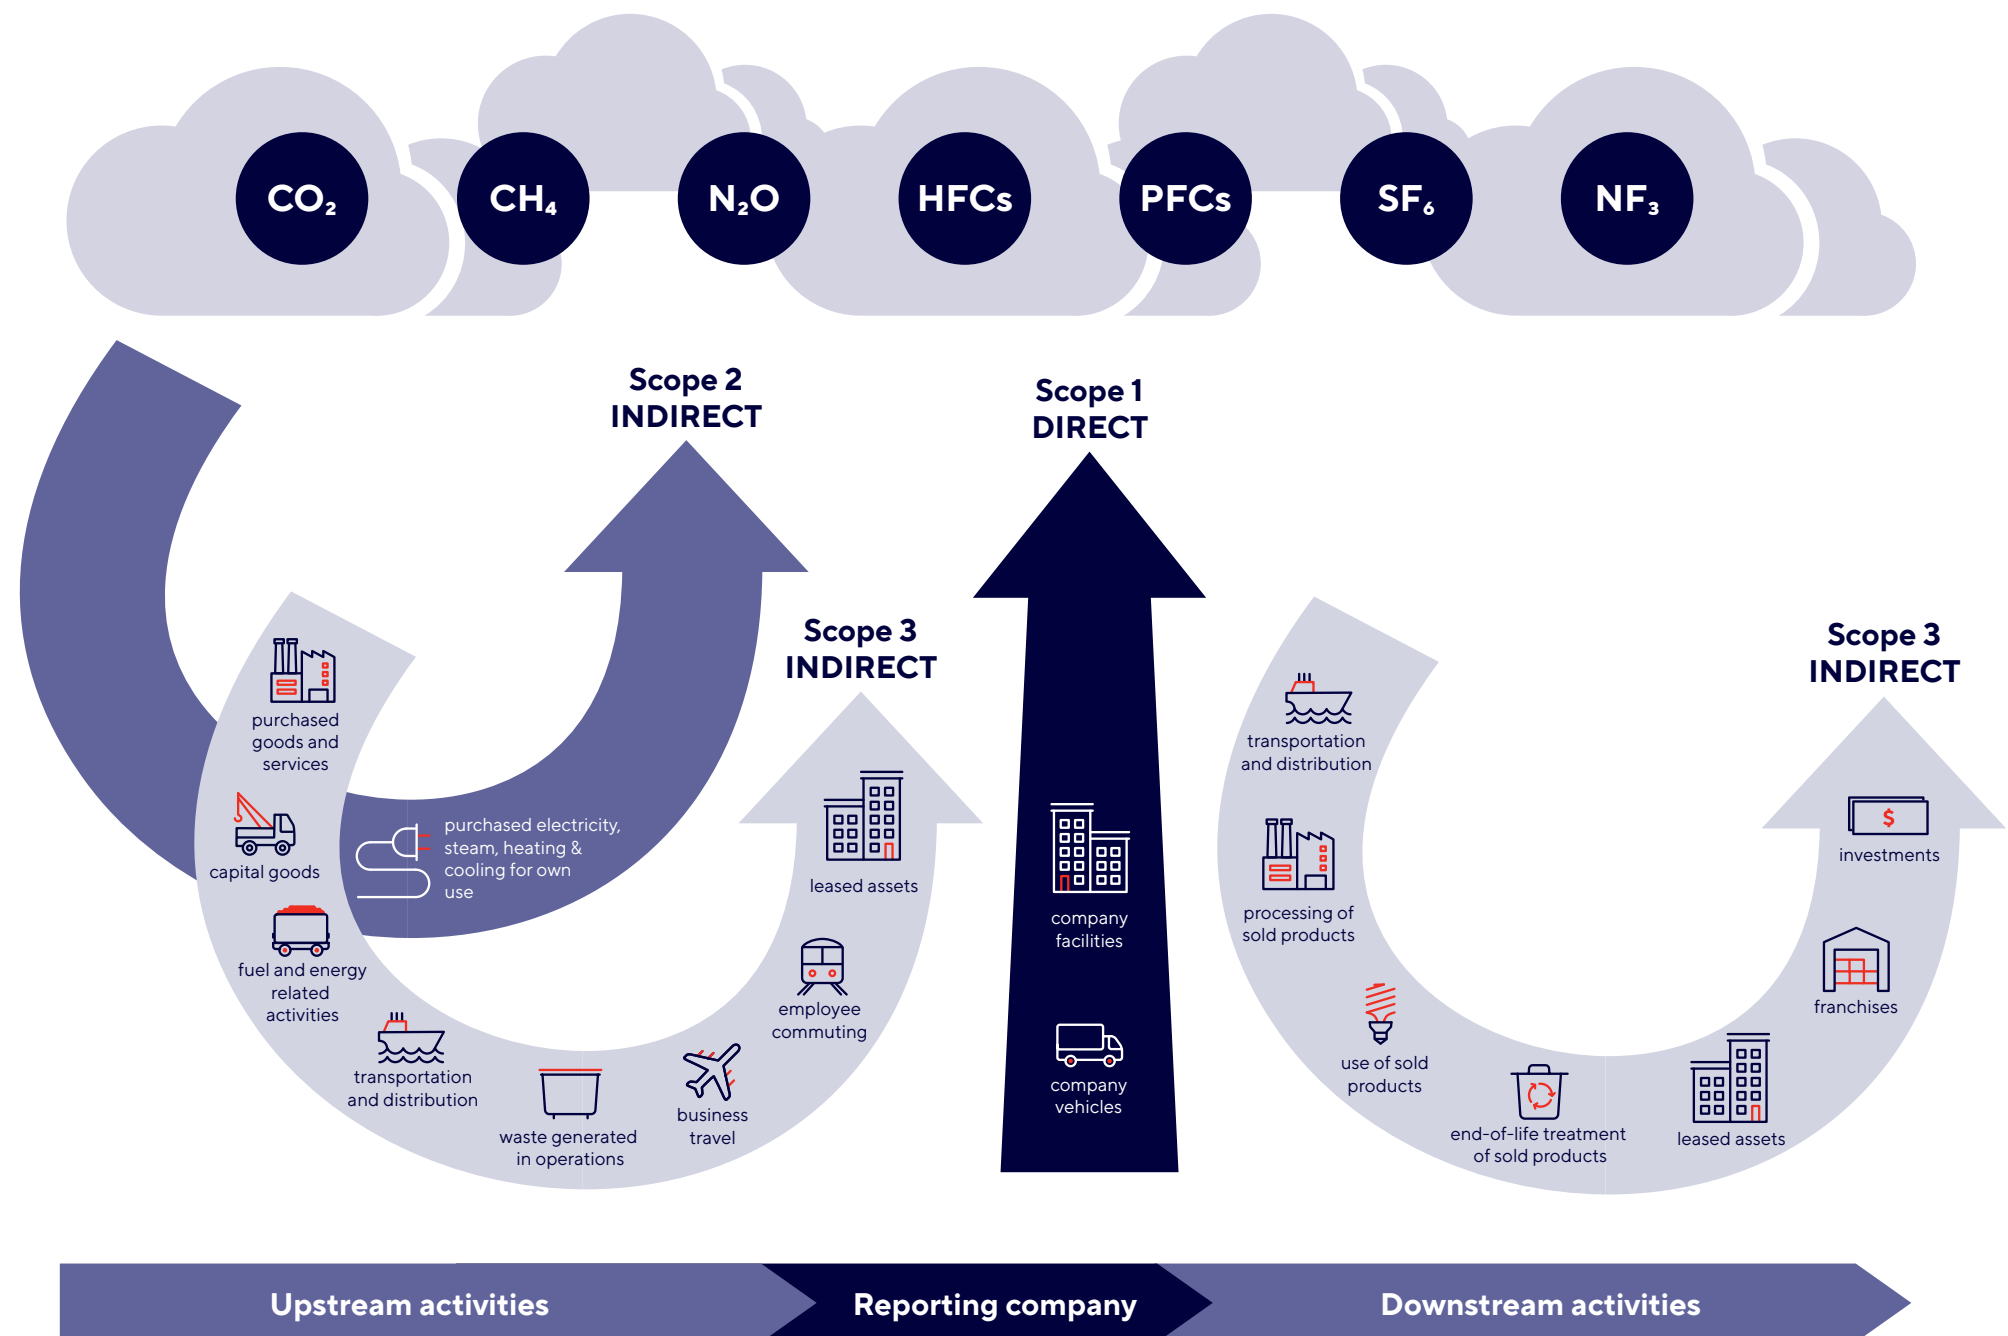 CO₂
CH₄
N₂O
HFCs
PFCs
SF₆
NF₃
Scope 2
INDIRECT
Scope 1
DIRECT
Scope 3
INDIRECT
Scope 3
INDIRECT
purchased
goods and
services
capital goods
fuel and energy
related
activities
transportation
and distribution
waste generated
in operations
business
travel
employee
commuting
leased assets
purchased electricity,
steam, heating &
cooling for own
use
company
facilities
company
vehicles
transportation
and distribution
processing of
sold products
use of sold
products
end-of-life treatment
of sold products
leased assets
franchises
$
investments
Upstream activities
Reporting company
Downstream activities